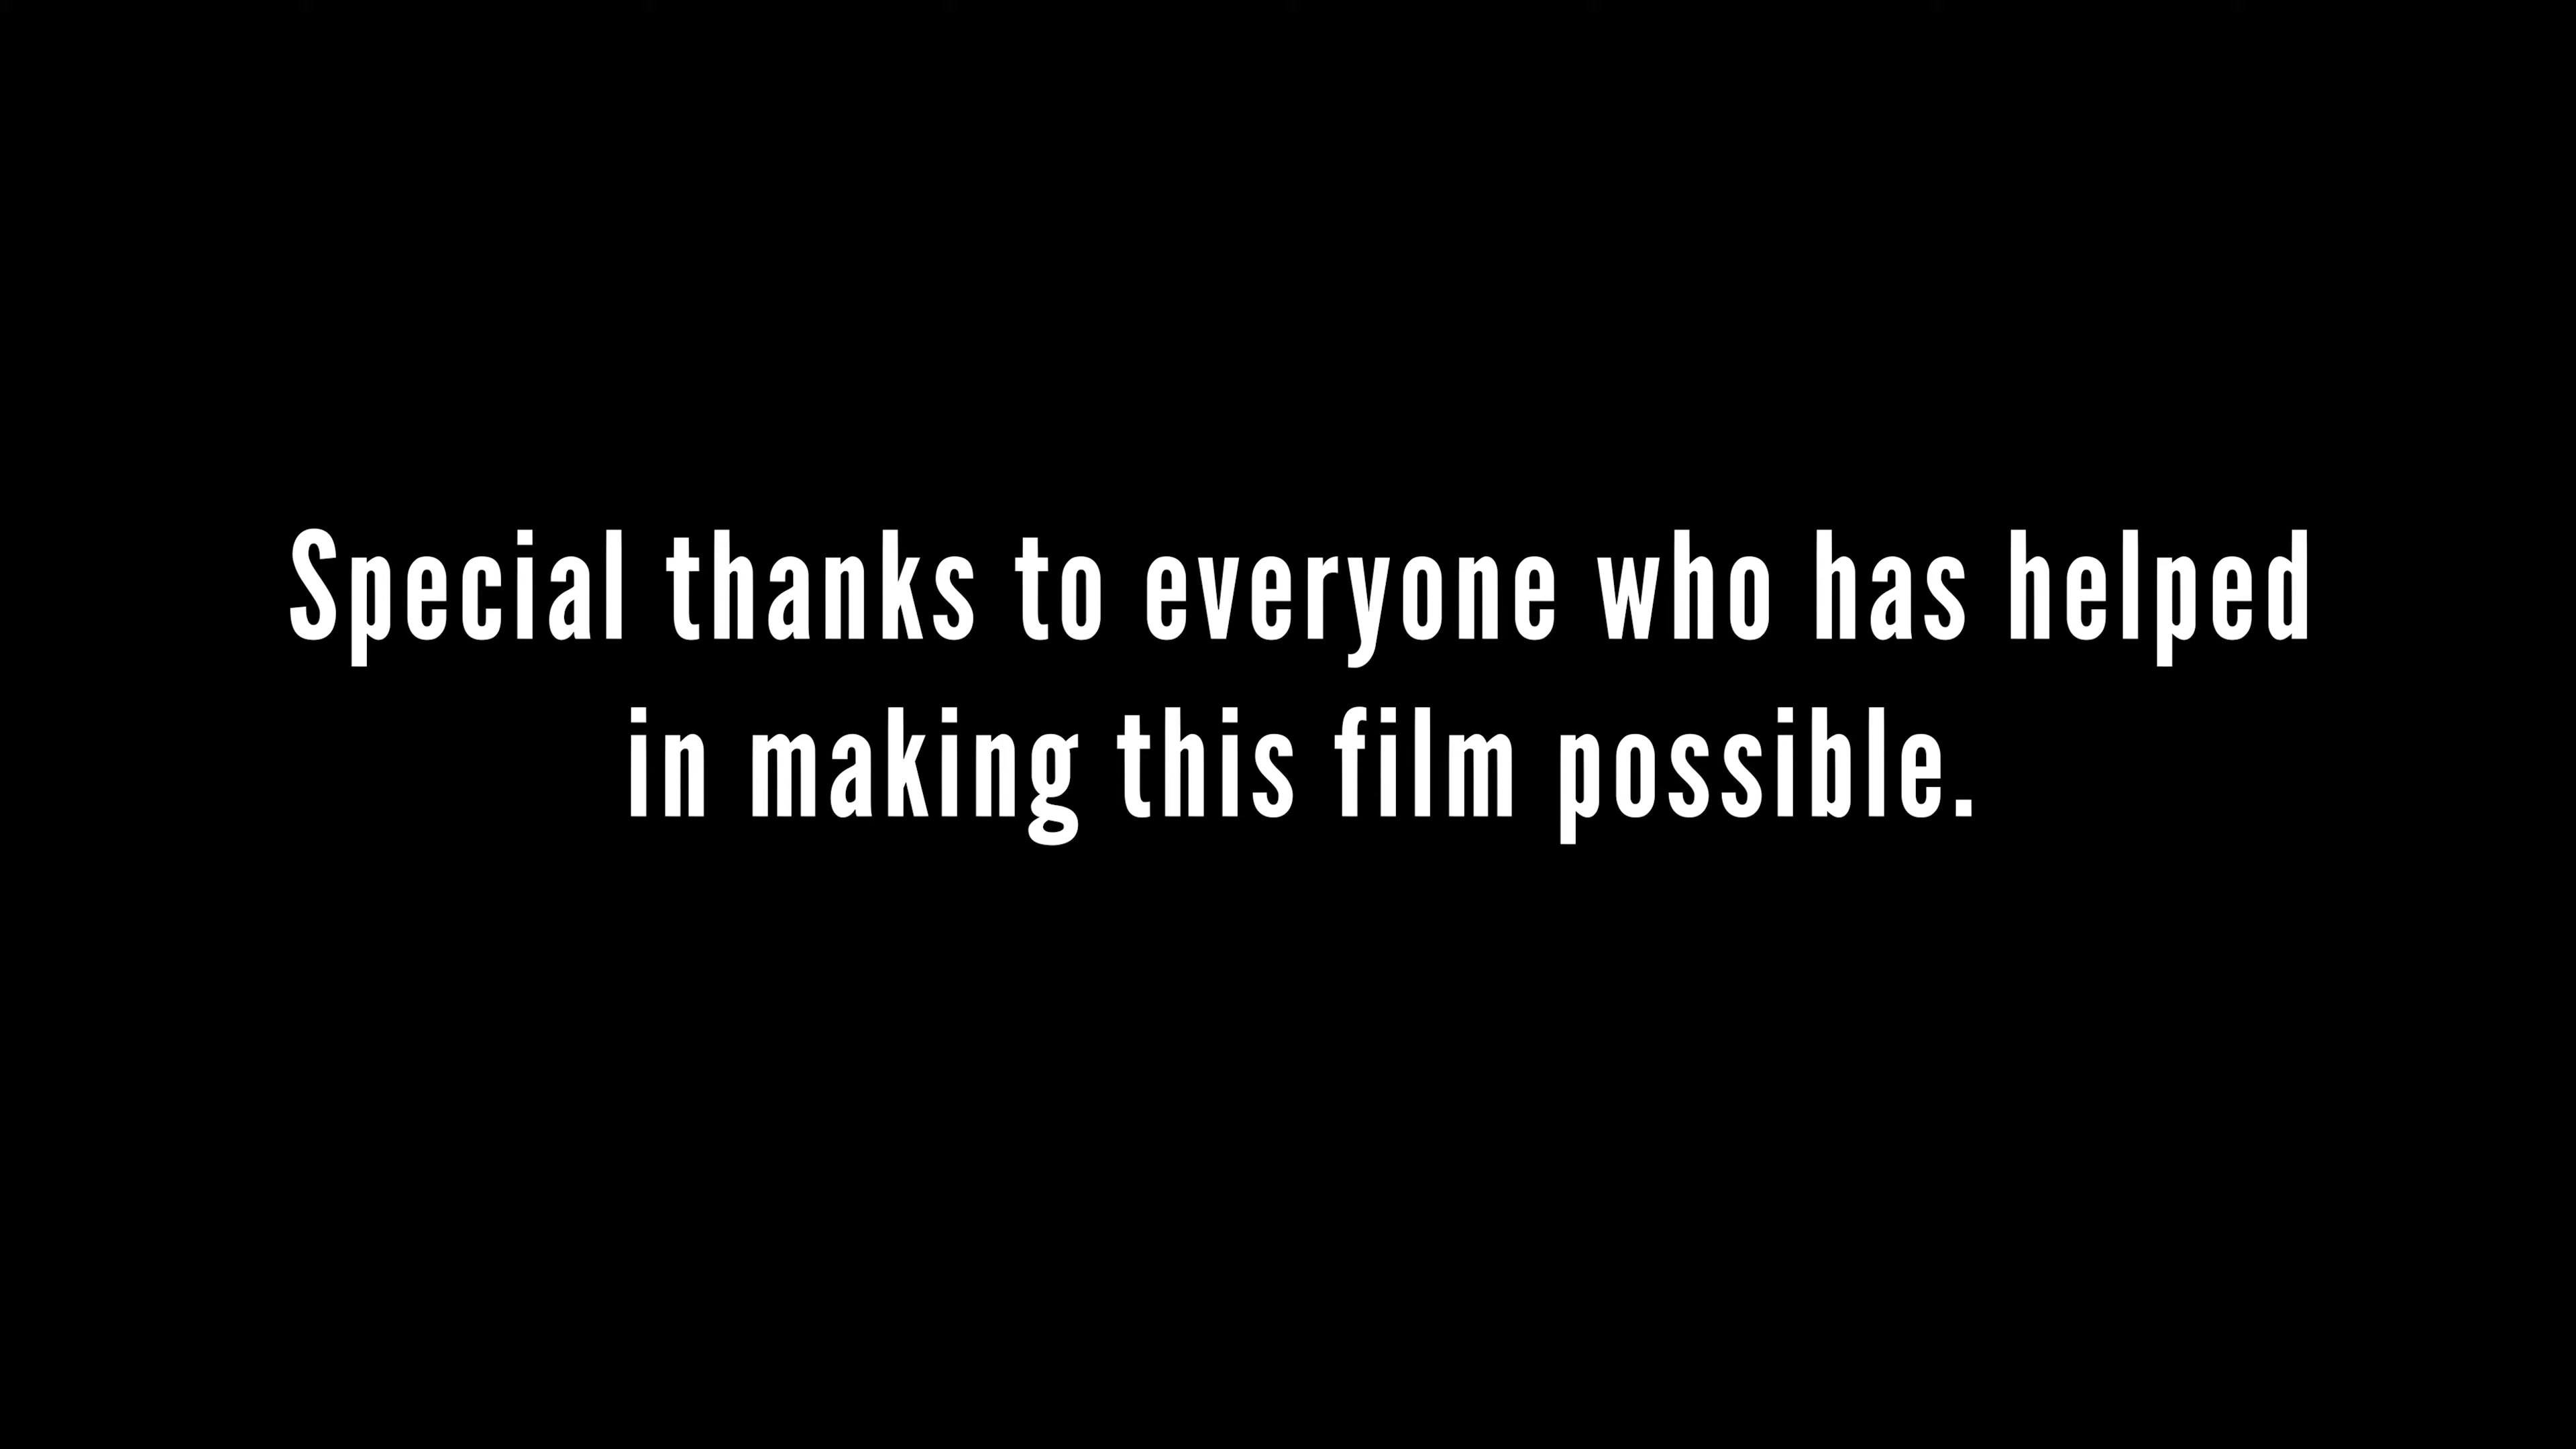 Special thanks to everyone who has helped
in making this film possible.